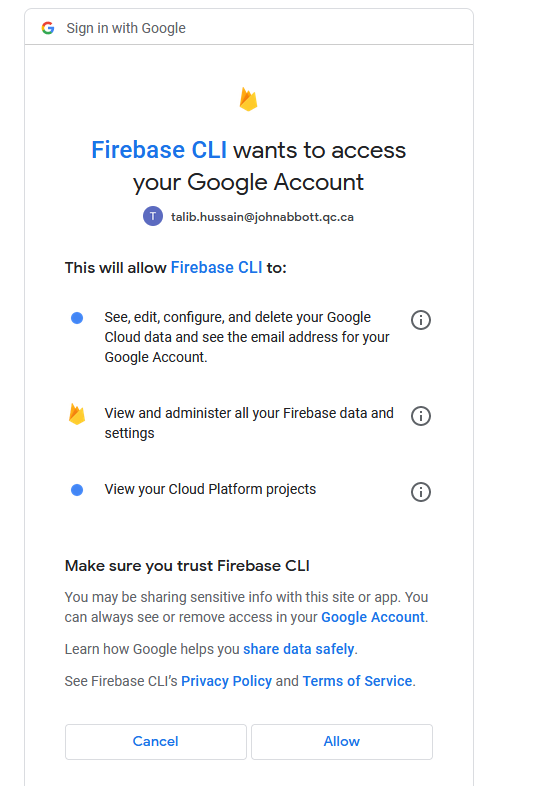 Sign in with Google
Firebase CLI wants to access
your Google Account
T talib.hussain@johnabbott.qc.ca
This will allow Firebase CLI to:
See, edit, configure, and delete your Google
Cloud data and see the email address for your
Google Account.
View and administer all your Firebase data and
settings
View your Cloud Platform projects
Make sure you trust Firebase CLI
You may be sharing sensitive info with this site or app. You
can always see or remove access in your Google Account.
Learn how Google helps you share data safely.
See Firebase CLI's Privacy Policy and Terms of Service.
Cancel Allow